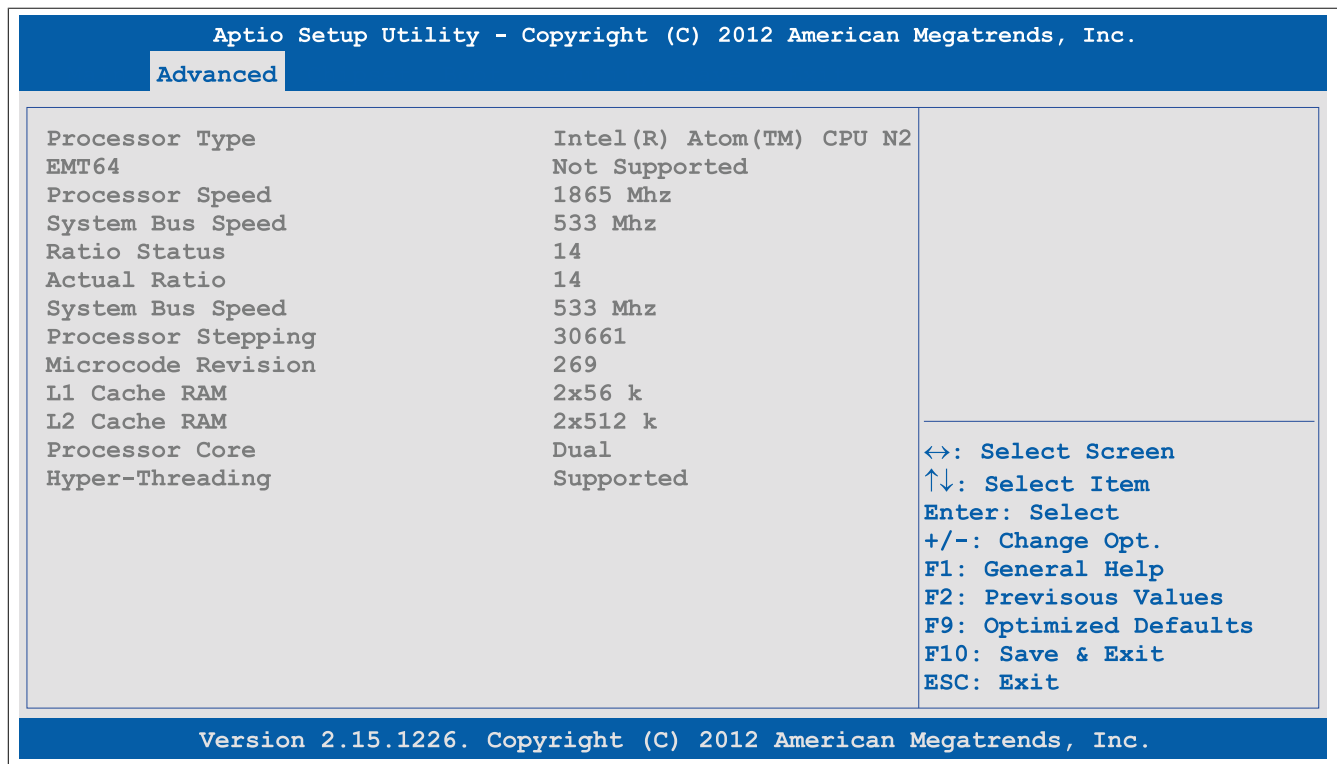 Aptio Setup Utility - Copyright (C) 2012 American Megatrends, Inc.
Advanced
Processor Type Intel(R) Atom(TM) CPU N2
EMT64 Not Supported
Processor Speed 1865 Mhz
System Bus Speed 533 Mhz
Ratio Status 14
Actual Ratio 14
System Bus Speed 533 Mhz
Processor Stepping 30661
Microcode Revision 269
L1 Cache RAM 2x56 k
L2 Cache RAM 2x512 k
Processor Core Dual
Hyper-Threading Supported
↔: Select Screen
↑↓: Select Item
Enter: Select
+/-: Change Opt.
F1: General Help
F2: Previsous Values
F9: Optimized Defaults
F10: Save & Exit
ESC: Exit
Version 2.15.1226. Copyright (C) 2012 American Megatrends, Inc.